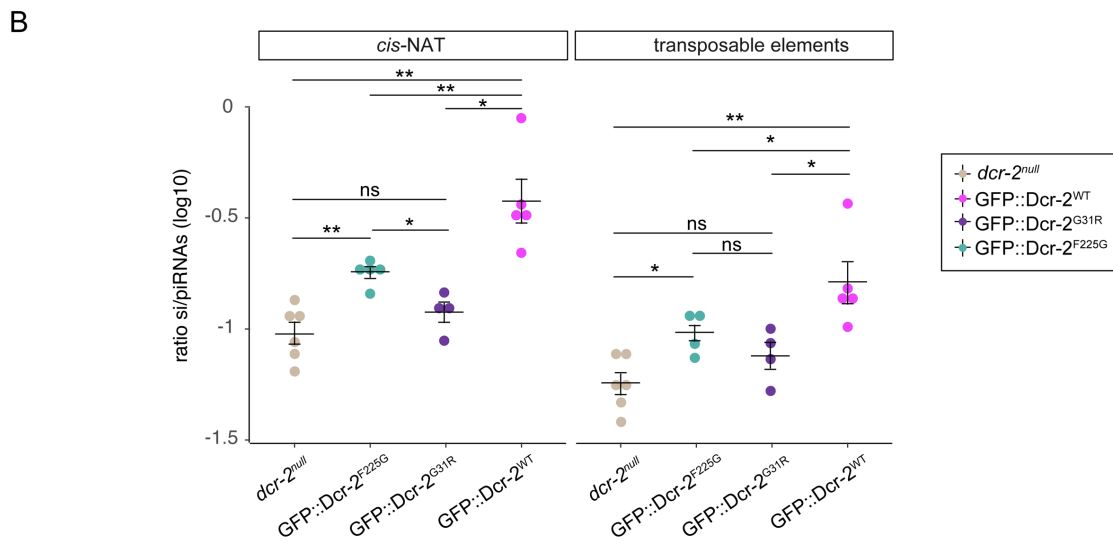 B
cis-NAT
transposable elements
ratio si/piRNAs (log10)
0
-0.5
-1
-1.5
**
**
*
ns
**
*
**
*
*
ns
ns
*
dcr-2null
GFP::Dcr-2F225G
GFP::Dcr-2G31R
GFP::Dcr-2WT
dcr-2null
GFP::Dcr-2F225G
GFP::Dcr-2G31R
GFP::Dcr-2WT
dcr-2null
GFP::Dcr-2WT
GFP::Dcr-2G31R
GFP::Dcr-2F225G